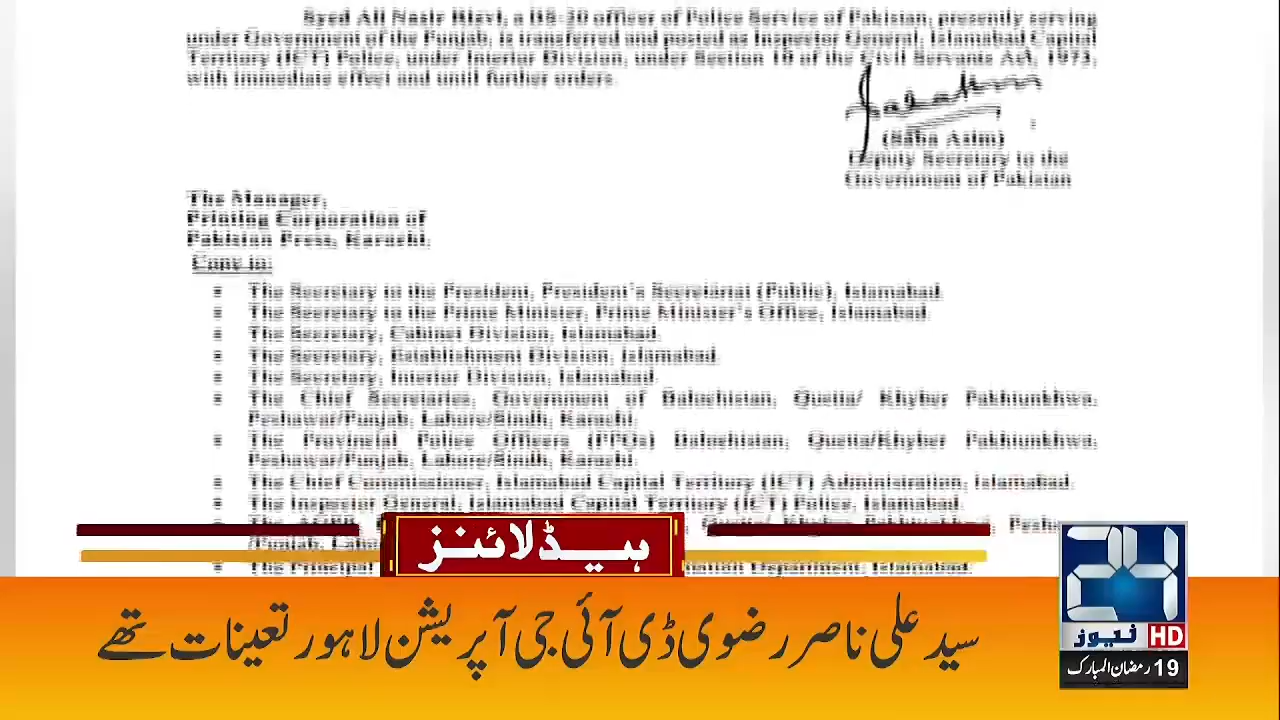 Syed Ali Nasir Rizvi, a BS-20 officer of Police Service of Pakistan, presently serving
under Government of the Punjab, is transferred and posted as Inspector General, Islamabad Capital
Territory (ICT) Police, under Interior Division, under Section 10 of the Civil Servants Act, 1973,
with immediate effect and until further orders.
(Saba Asim)
Deputy Secretary to the
Government of Pakistan
The Manager,
Printing Corporation of
Pakistan Press, Karachi.
Copy to:
The Secretary to the President, President's Secretariat (Public), Islamabad.
The Secretary to the Prime Minister, Prime Minister's Office, Islamabad.
The Secretary, Cabinet Division, Islamabad.
The Secretary, Establishment Division, Islamabad.
The Secretary, Interior Division, Islamabad.
The Chief Secretaries, Government of Balochistan, Quetta/ Khyber Pakhtunkhwa,
Peshawar/Punjab, Lahore/Sindh, Karachi.
The Provincial Police Officers (PPOs) Balochistan, Quetta/Khyber Pakhtunkhwa,
Peshawar/Punjab, Lahore/Sindh, Karachi.
The Chief Commissioner, Islamabad Capital Territory (ICT) Administration, Islamabad.
The Inspector General, Islamabad Capital Territory (ICT) Police, Islamabad.
The
The Principal Department, Islamabad.
ہیڈلائنز
سید علی ناصر رضوی ڈی آئی جی آپریشن لاہور تعینات تھے
24
نیوز HD
19 رمضان المبارک